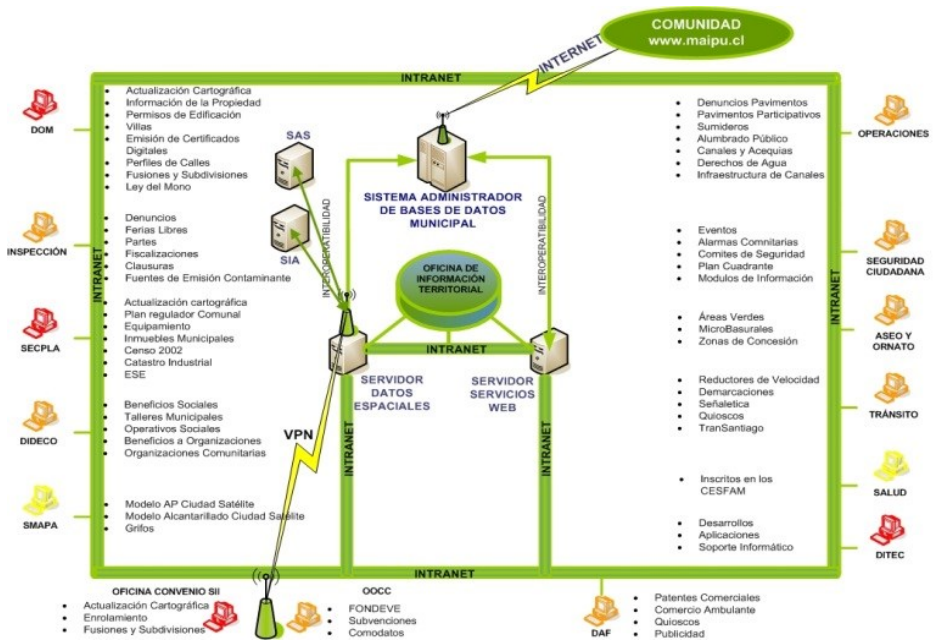 COMUNIDAD
www.maipu.cl
INTERNET
INTRANET
DOM
Actualización Cartográfica
Información de la Propiedad
Permisos de Edificación
Villas
Emisión de Certificados
Digitales
Perfiles de Calles
Fusiones y Subdivisiones
Ley del Mono
INSPECCIÓN
Denuncios
Ferias Libres
Partes
Fiscalizaciones
Clausuras
Fuentes de Emisión Contaminante
INTRANET
SECPLA
Actualización cartográfica
Plan regulador Comunal
Equipamiento
Inmuebles Municipales
Censo 2002
Catastro Industrial
ESE
DIDECO
Beneficios Sociales
Talleres Municipales
Operativos Sociales
Beneficios a Organizaciones
Organizaciones Comunitarias
SMAPA
Modelo AP Ciudad Satélite
Modelo Alcantarillado Ciudad Satélite
Grifos
SAS
SIA
INTEROPERATIBILIDAD
SISTEMA ADMINISTRADOR
DE BASES DE DATOS
MUNICIPAL
INTEROPERATIBILIDAD
OFICINA DE
INFORMACIÓN
TERRITORIAL
INTRANET
SERVIDOR
DATOS
ESPACIALES
SERVIDOR
SERVICIOS
WEB
VPN
INTRANET
INTRANET
Denuncios Pavimentos
Pavimentos Participativos
Sumideros
Alumbrado Público
Canales y Acequias
Derechos de Agua
Infraestructura de Canales
OPERACIONES
Eventos
Alarmas Comnitarias
Comites de Seguridad
Plan Cuadrante
Modulos de Información
SEGURIDAD
CIUDADANA
INTRANET
Áreas Verdes
MicroBasurales
Zonas de Concesión
ASEO Y
ORNATO
Reductores de Velocidad
Demarcaciones
Señaletica
Quioscos
TranSantiago
TRÁNSITO
Inscritos en los
CESFAM
SALUD
Desarrollos
Aplicaciones
Soporte Informático
DITEC
INTRANET
OFICINA CONVENIO SII
Actualización Cartográfica
Enrolamiento
Fusiones y Subdivisiones
OOCC
FONDEVE
Subvenciones
Comodatos
DAF
Patentes Comerciales
Comercio Ambulante
Quioscos
Publicidad